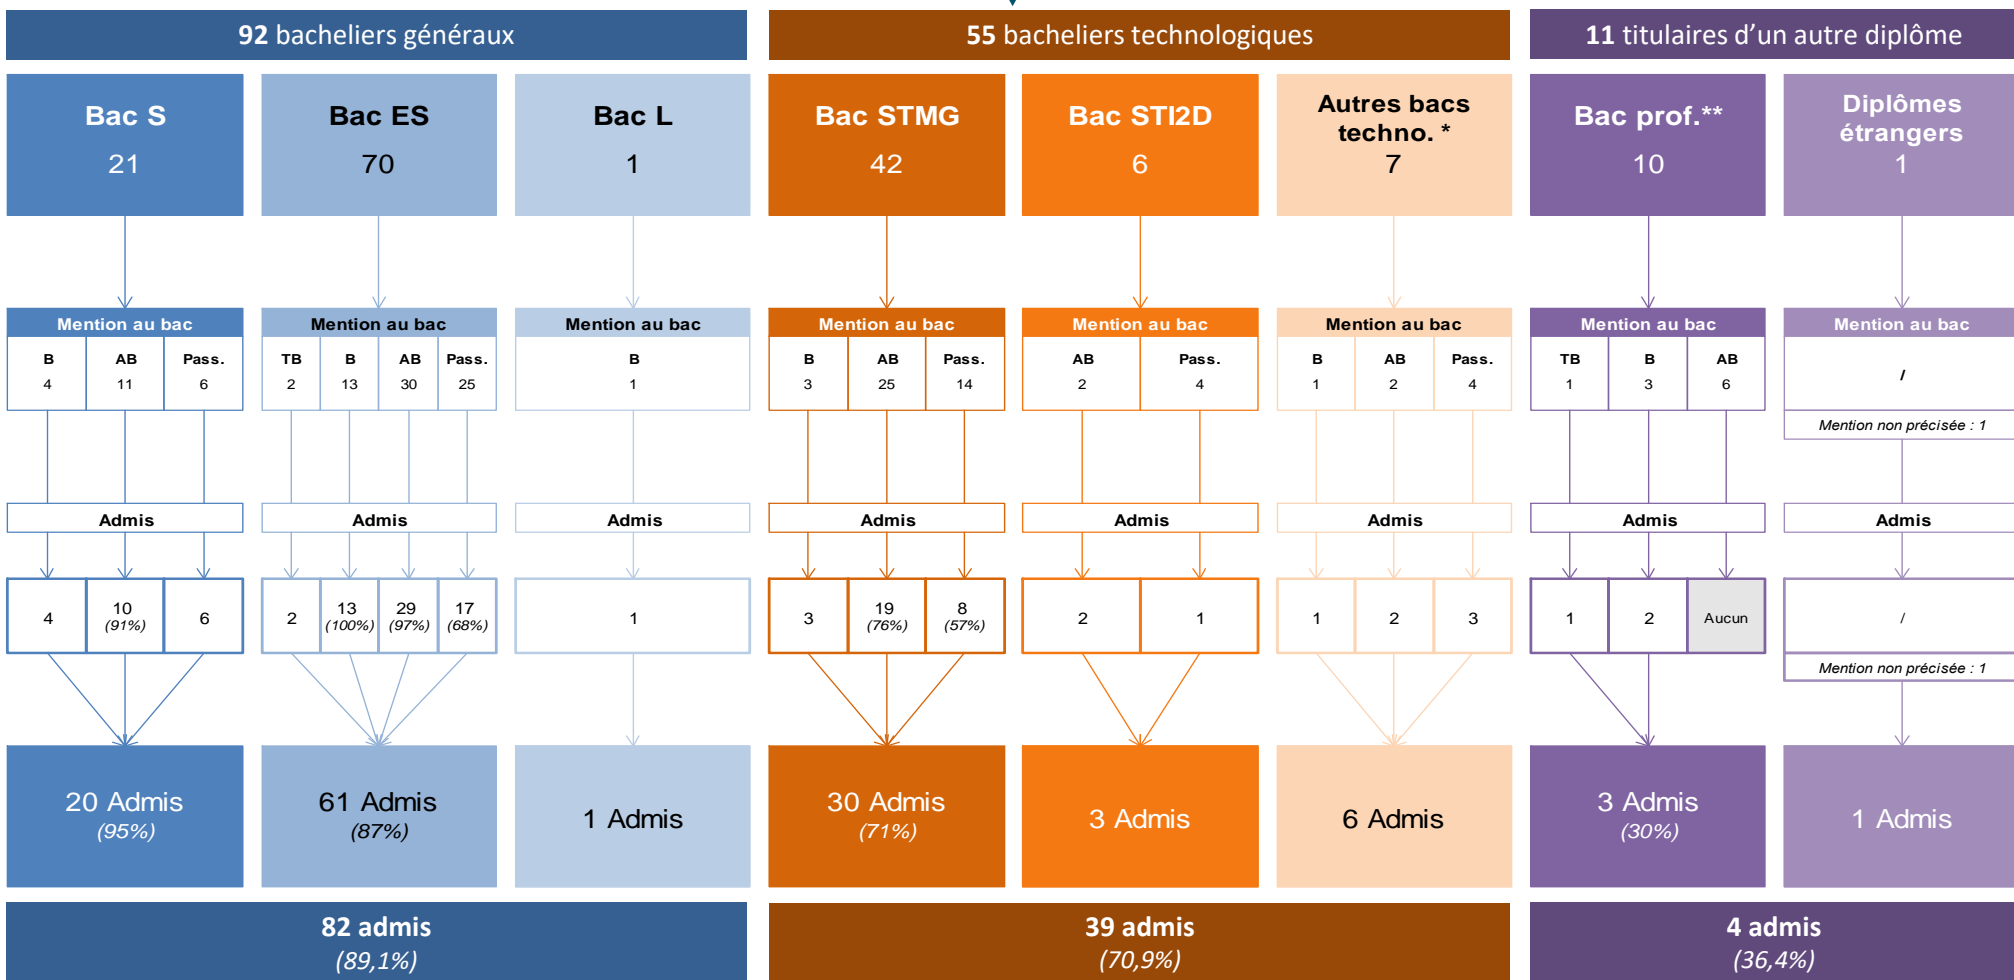 92 bacheliers généraux
55 bacheliers technologiques
11 titulaires d'un autre diplôme
Bac S
21
Bac ES
70
Bac L
1
Bac STMG
42
Bac STI2D
6
Autres bacs
techno. *
7
Bac prof.**
10
Diplômes
étrangers
1
Mention au bac
B AB Pass.
4 11 6
Mention au bac
TB B AB Pass.
2 13 30 25
Mention au bac
B
1
Mention au bac
B AB Pass.
3 25 14
Mention au bac
AB Pass.
2 4
Mention au bac
B AB Pass.
1 2 4
Mention au bac
TB B AB
1 3 6
Mention au bac
/
Mention non précisée : 1
Admis
Admis
Admis
Admis
Admis
Admis
Admis
Admis
4 10 6
(91%)
2 13 29 17
(100%) (97%) (68%)
1
3 19 8
(76%) (57%)
2 1
1 2 3
1 2 Aucun
/
Mention non précisée : 1
20 Admis
(95%)
61 Admis
(87%)
1 Admis
30 Admis
(71%)
3 Admis
6 Admis
3 Admis
(30%)
1 Admis
82 admis
(89,1%)
39 admis
(70,9%)
4 admis
(36,4%)